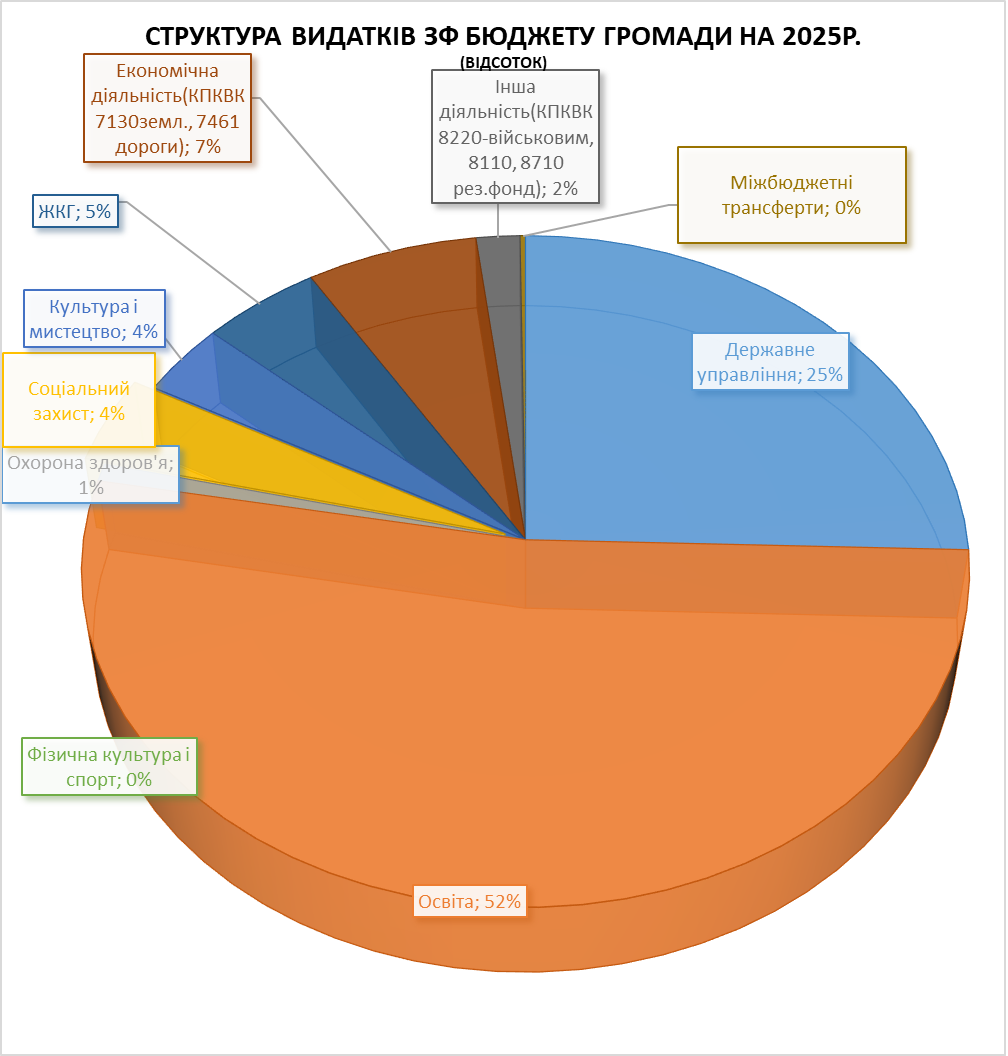 СТРУКТУРА ВИДАТКІВ ЗФ БЮДЖЕТУ ГРОМАДИ НА 2025Р.
(ВІДСОТОК)
Економічна
діяльність(КПКВК
7130земл., 7461
дороги); 7%
Інша
діяльність(КПКВК
8220-військовим,
8110, 8710
рез.фонд); 2%
Міжбюджетні
трансферти; 0%
ЖКГ; 5%
Культура і
мистецтво; 4%
Державне
управління; 25%
Соціальний
захист; 4%
Охорона здоров'я;
1%
Фізична культура і
спорт; 0%
Освіта; 52%